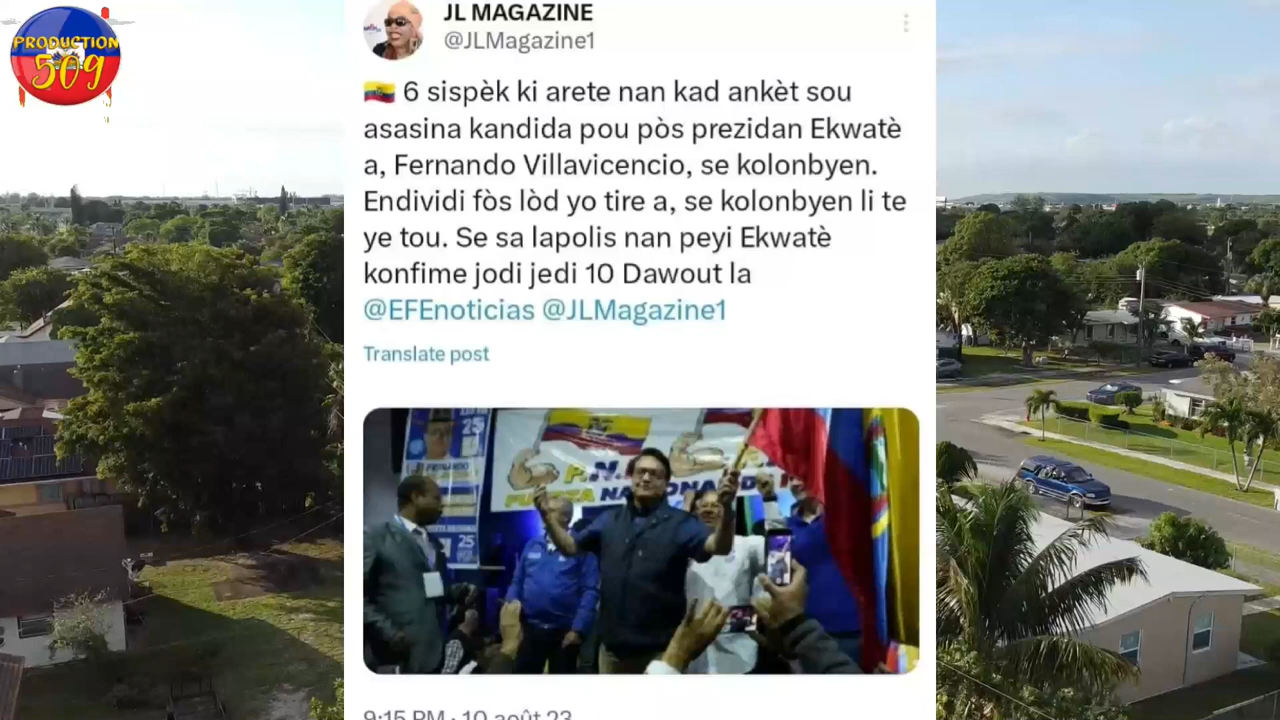 PRODUCTION
509
JL MAGAZINE
@JLMagazine1
🇪🇨 6 sispèk ki arete nan kad ankèt sou
asasina kandida pou pòs prezidan Ekwatè
a, Fernando Villavicencio, se kolonbyen.
Endividi fòs lòd yo tire a, se kolonbyen li te
ye tou. Se sa lapolis nan peyi Ekwatè
konfime jodi jedi 10 Dawout la
@EFEnoticias @JLMagazine1
Translate post
25
FERNANDO
25
9:15 PM · 10 août 23